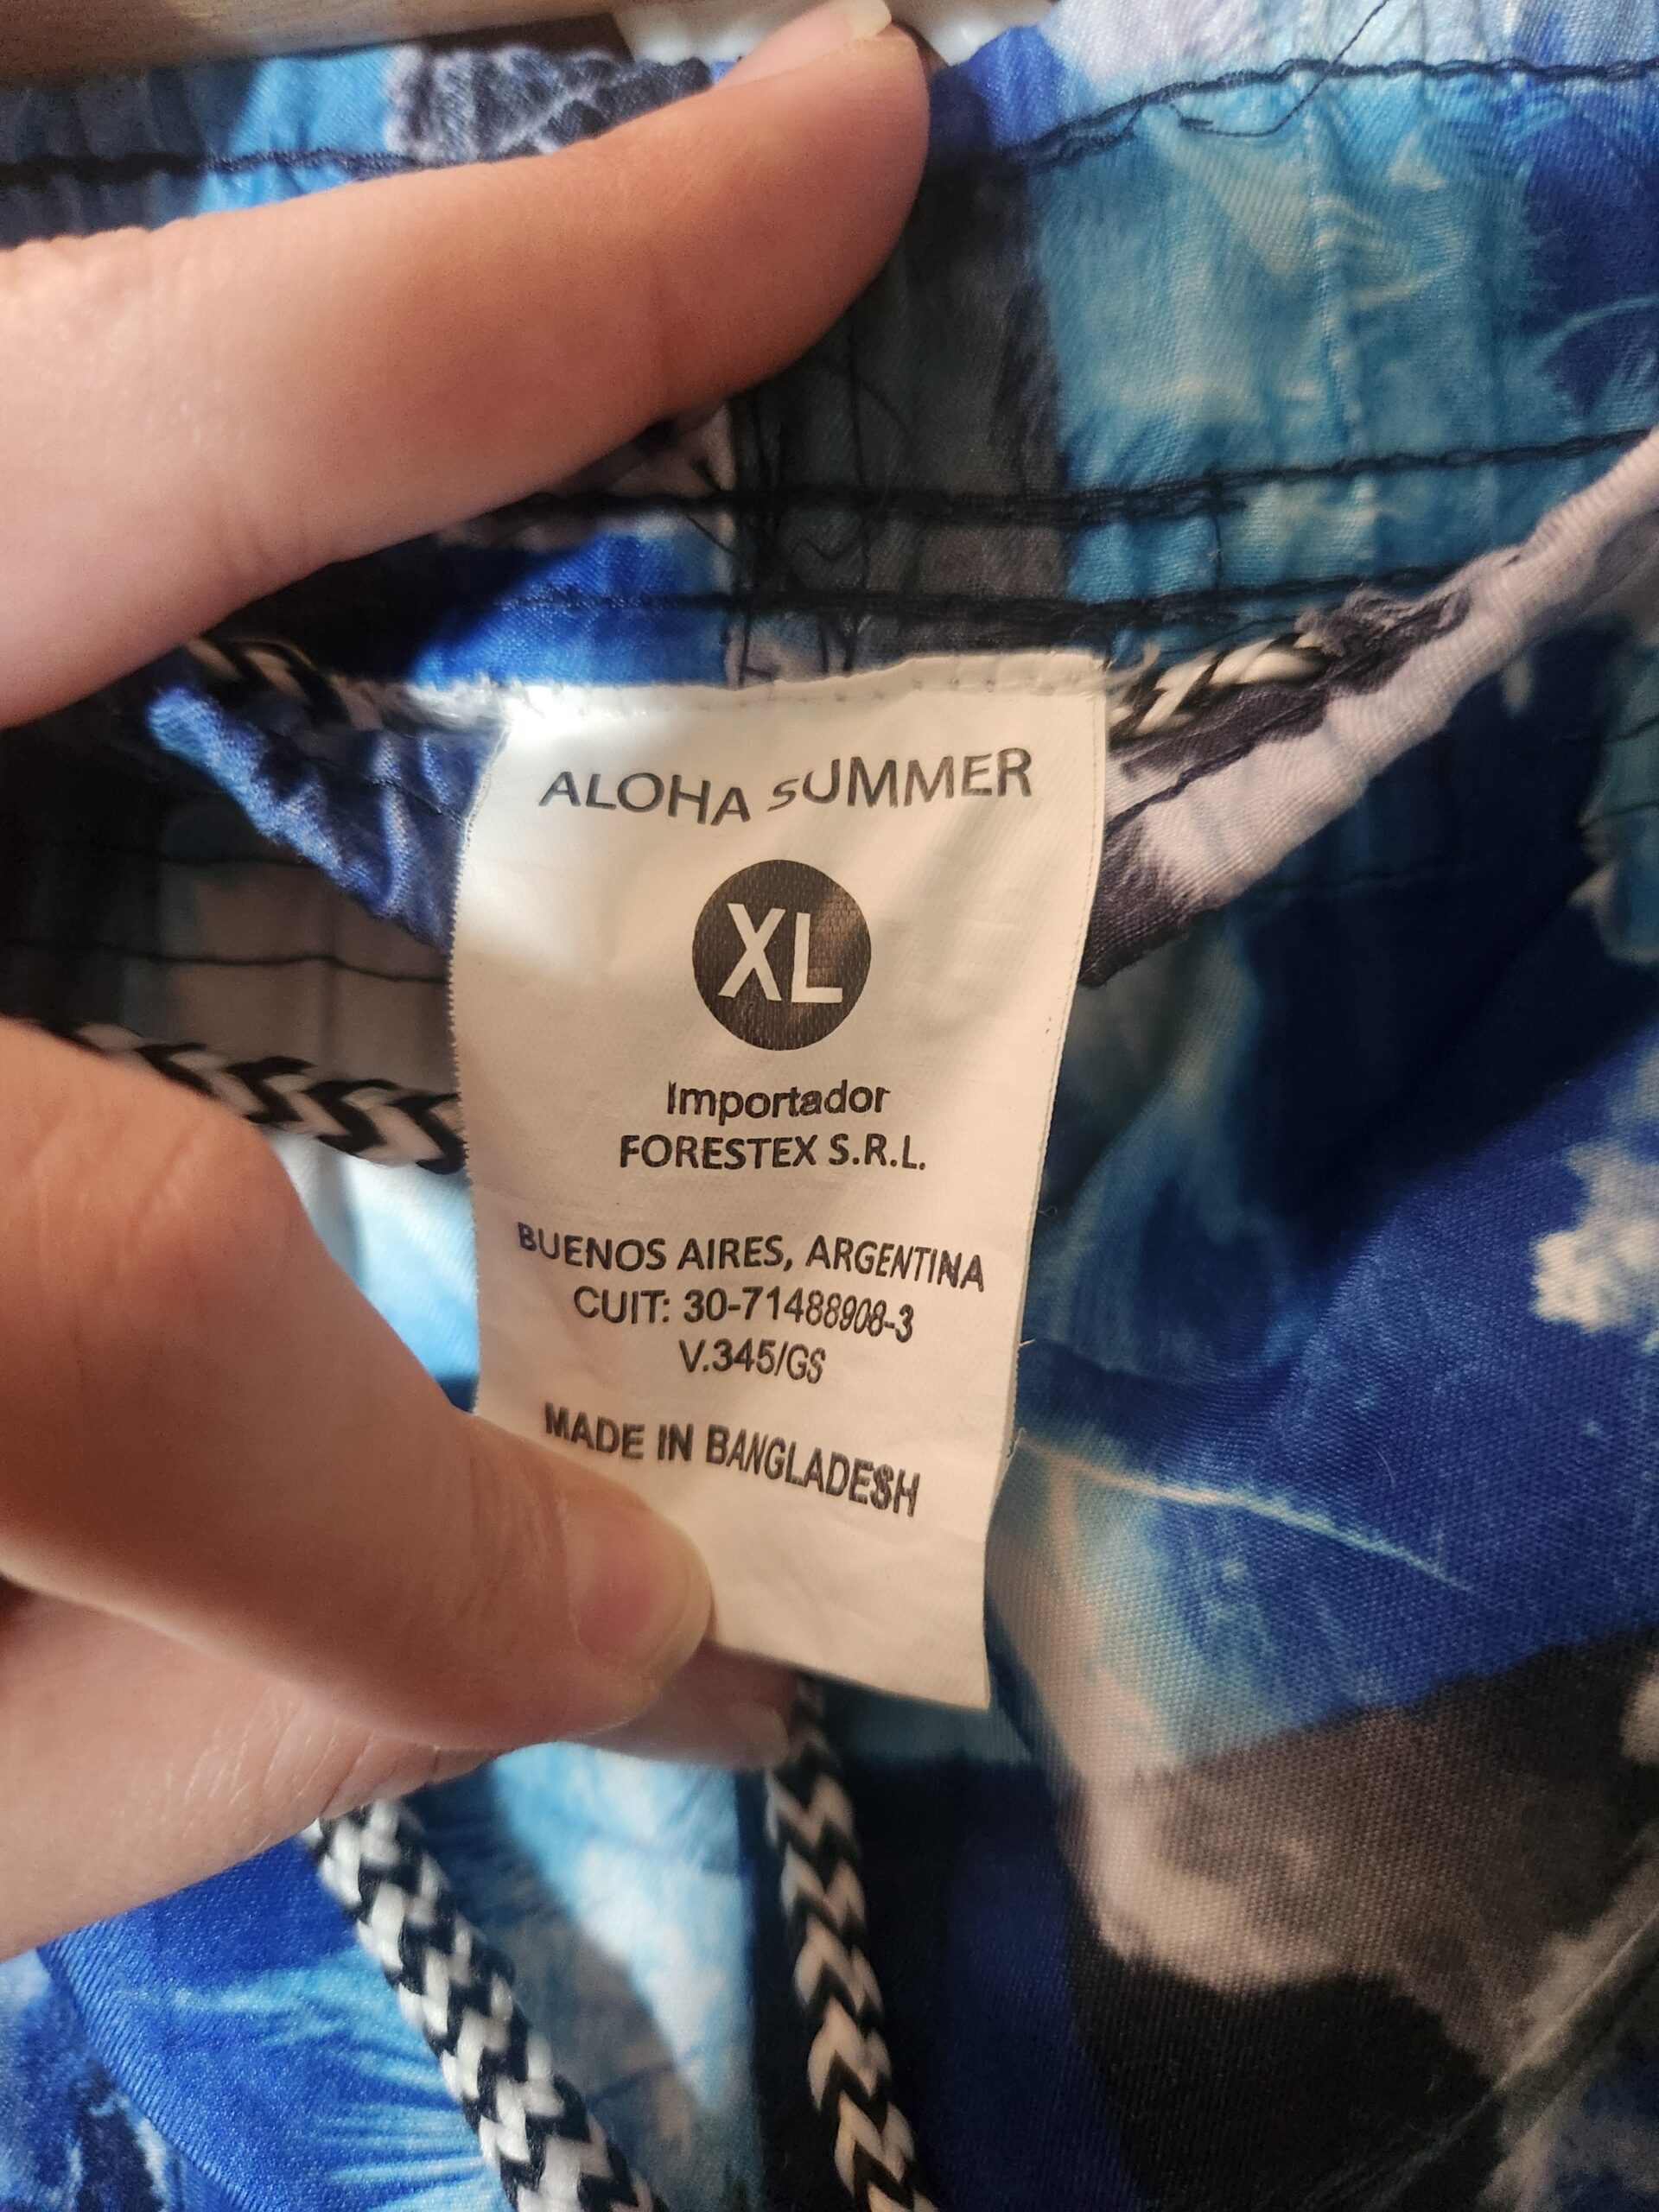 ALOHA SUMMER
XL
Importador
FORESTEX S.R.L.
BUENOS AIRES, ARGENTINA
CUIT: 30-71488908-3
V.345/GS
MADE IN BANGLADESH